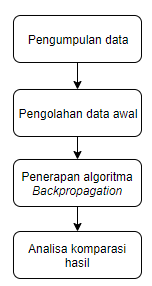 Pengumpulan data
Pengolahan data awal
Penerapan algoritma
Backpropagation
Analisa komparasi
hasil